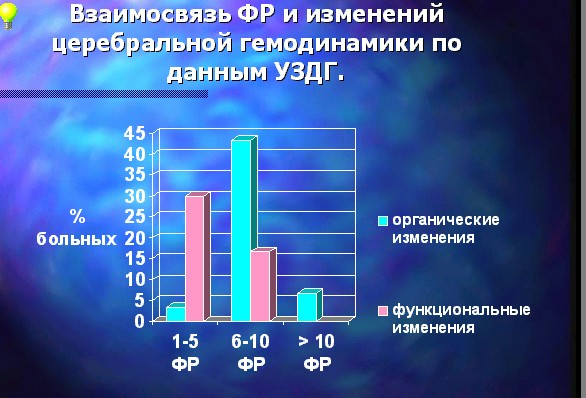 Взаимосвязь ФР и изменений
церебральной гемодинамики по
данным УЗДГ.
45
40
35
30
25
20
15
10
5
0
%
больных
1-5
ФР
6-10
ФР
> 10
ФР
органические
изменения
функциональные
изменения